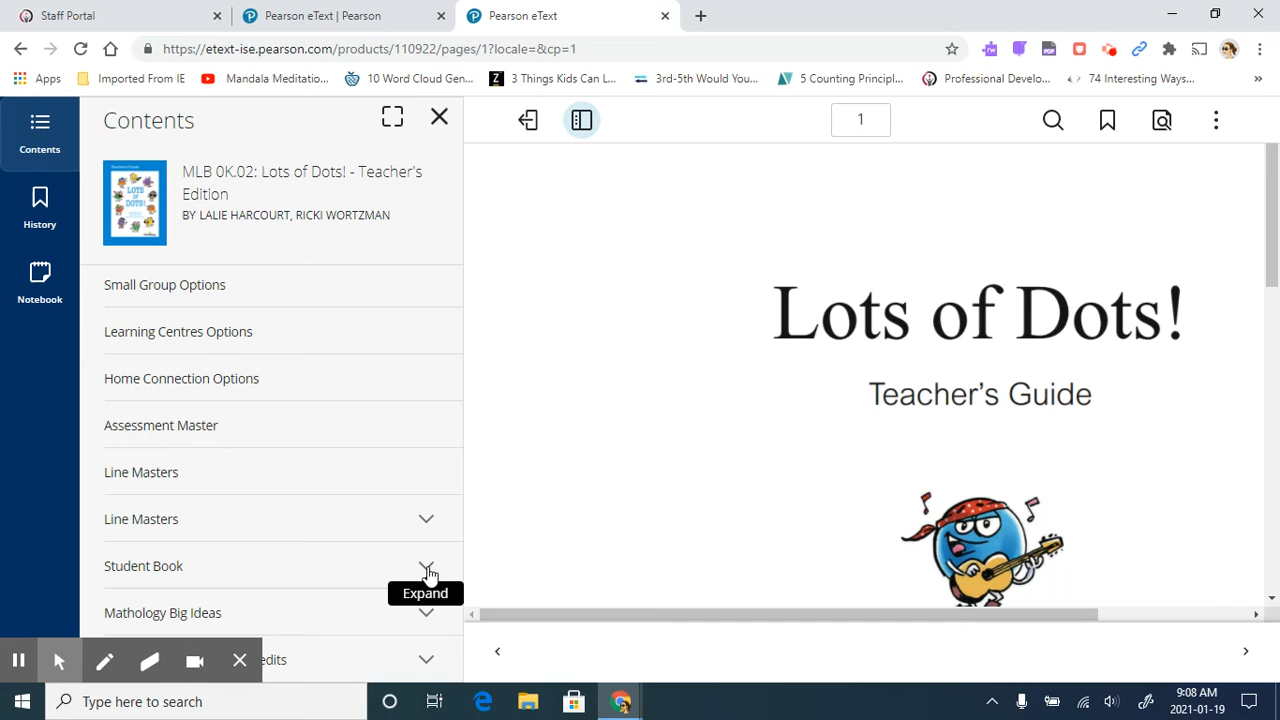 Staff Portal
Pearson eText | Pearson
Pearson eText
https://etext-ise.pearson.com/products/110922/pages/1?locale=&cp=1
Apps
Imported From IE
Mandala Meditatio...
10 Word Cloud Gen...
3 Things Kids Can L...
3rd-5th Would You...
5 Counting Principl...
Professional Develo...
74 Interesting Ways...
»
Contents
Contents
1
MLB 0K.02: Lots of Dots! - Teacher's
Edition
BY LALIE HARCOURT, RICKI WORTZMAN
LOTS
OF
DOTS!
History
Notebook
Small Group Options
Learning Centres Options
Home Connection Options
Assessment Master
Line Masters
Line Masters
Student Book
Expand
Mathology Big Ideas
edits
Lots of Dots!
Teacher's Guide
Type here to search
9:08 AM
2021-01-19